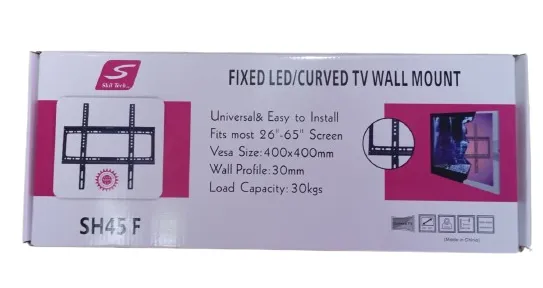 S
Skil Tech
FIXED LED/CURVED TV WALL MOUNT
Universal& Easy to Install
Fits most 26"-65" Screen
Vesa Size:400x400mm
Wall Profile:30mm
Load Capacity:30kgs
SH45 F
(Made in China)